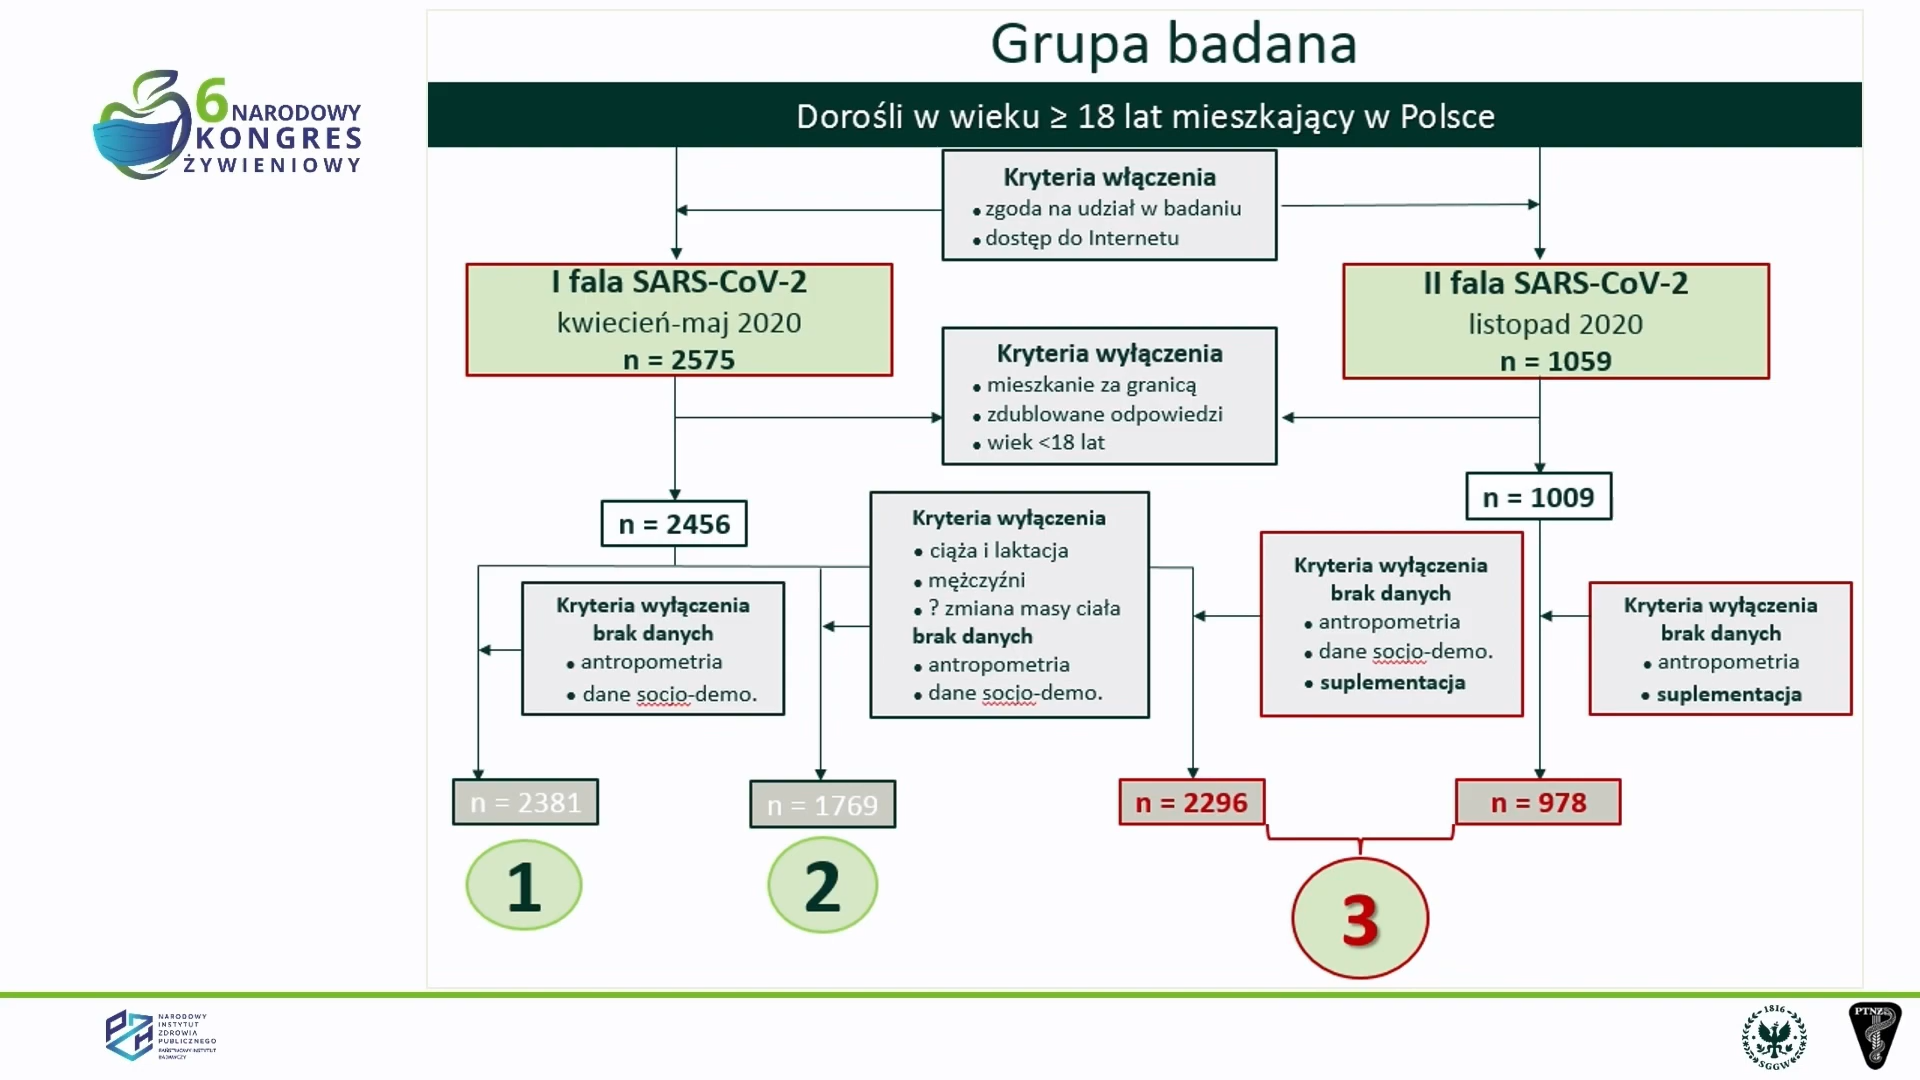 Grupa badana
6 NARODOWY
KONGRES
ŻYWIENIOWY
Dorośli w wieku ≥ 18 lat mieszkający w Polsce
Kryteria włączenia
• zgoda na udział w badaniu
• dostęp do Internetu
I fala SARS-CoV-2
kwiecień-maj 2020
n = 2575
II fala SARS-CoV-2
listopad 2020
n = 1059
Kryteria wyłączenia
• mieszkanie za granicą
• zdublowane odpowiedzi
• wiek <18 lat
n = 2456
n = 1009
Kryteria wyłączenia
brak danych
• antropometria
• dane socjo-demo.
Kryteria wyłączenia
• ciąża i laktacja
• mężczyźni
• ? zmiana masy ciała
brak danych
• antropometria
• dane socjo-demo.
Kryteria wyłączenia
brak danych
• antropometria
• dane socjo-demo.
• suplementacja
Kryteria wyłączenia
brak danych
• antropometria
• suplementacja
n = 2381
n = 1769
n = 2296
n = 978
1
2
3
PZH
NARODOWY
INSTYTUT
ZDROWIA
PUBLICZNEGO
PAŃSTWOWY INSTYTUT
BADAWCZY
1816
SGGW
PTNŻ